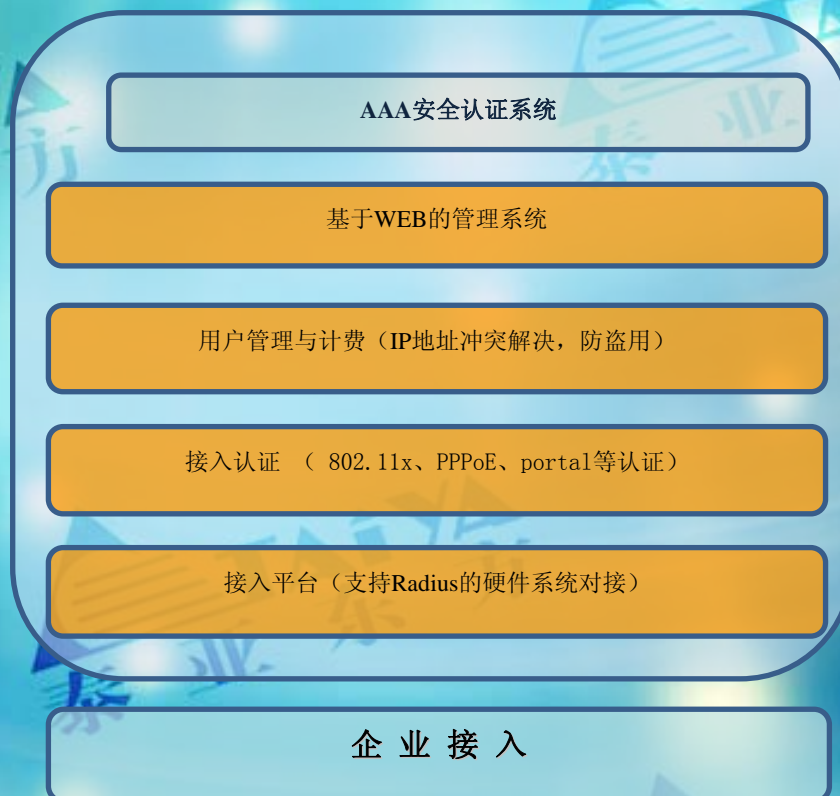 AAA安全认证系统
基于WEB的管理系统
用户管理与计费（IP地址冲突解决，防盗用）
接入认证 （ 802.11x、PPPoE、portal等认证）
接入平台（支持Radius的硬件系统对接）
企 业 接 入